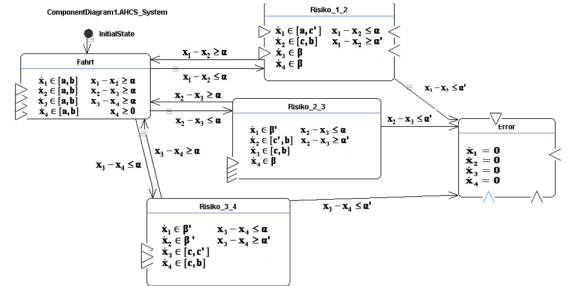 ComponentDiagram1.AHCS_System
InitialState
Fahrt
ẋ₁ ∈ [a,b] x₁ − x₂ ≥ α
ẋ₂ ∈ [a,b] x₂ − x₃ ≥ α
ẋ₃ ∈ [a,b] x₃ − x₄ ≥ α
ẋ₄ ∈ [a,b] x₄ ≥ 0
x₁ − x₂ ≥ α
x₁ − x₂ ≤ α
Risiko_1_2
ẋ₁ ∈ [a,c'] x₁ − x₂ ≤ α
ẋ₂ ∈ [c,b] x₁ − x₂ ≥ α'
ẋ₃ ∈ β
ẋ₄ ∈ β
x₂ − x₃ ≥ α
x₂ − x₃ ≤ α
Risiko_2_3
ẋ₁ ∈ β' x₂ − x₃ ≤ α
ẋ₂ ∈ [c',b] x₂ − x₃ ≥ α'
ẋ₃ ∈ [c,b]
ẋ₄ ∈ β
x₂ − x₃ ≤ α'
Error
ẋ₁ = 0
ẋ₂ = 0
ẋ₃ = 0
ẋ₄ = 0
x₃ − x₄ ≥ α
x₃ − x₄ ≤ α
Risiko_3_4
ẋ₁ ∈ β' x₃ − x₄ ≤ α
ẋ₂ ∈ β' x₃ − x₄ ≥ α'
ẋ₃ ∈ [c,c']
ẋ₄ ∈ [c,b]
x₃ − x₄ ≤ α'